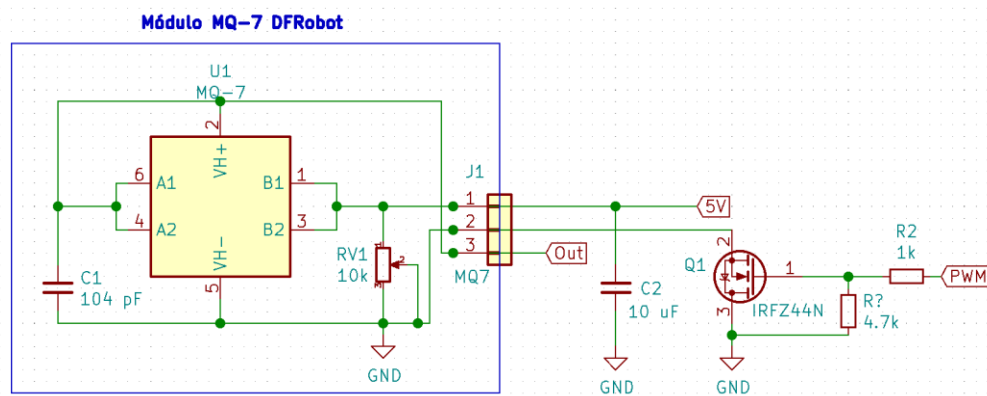 Módulo MQ-7 DFRobot
U1
MQ-7
2
VH+
6 A1
B1 1
4 A2
B2 3
VH-
5
C1
104 pF
RV1
10k
1
2
3
GND
J1
1
2
3
MQ7
5V
Out
C2
10 uF
GND
Q1
2
1
3
IRFZ44N
GND
R2
1k
PWM
R?
4.7k